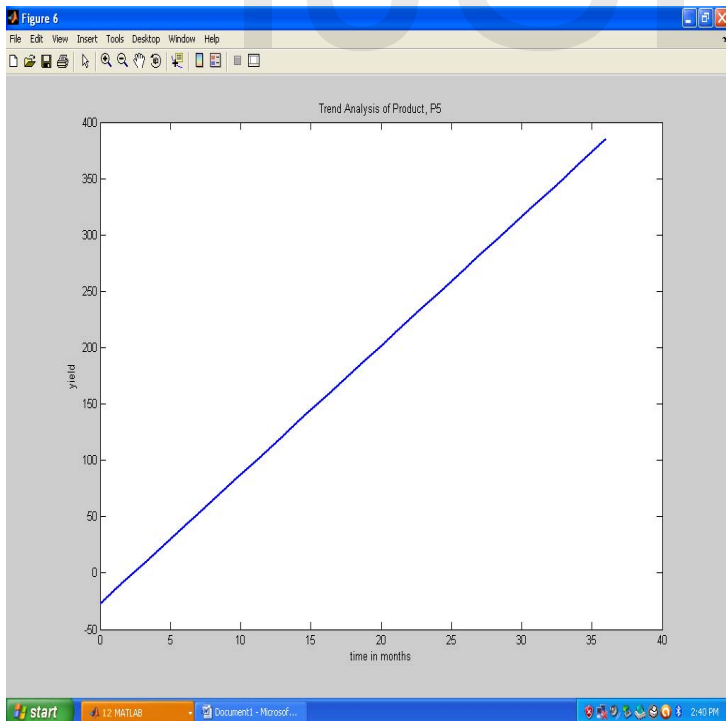 Figure 6
File Edit View Insert Tools Desktop Window Help
Trend Analysis of Product, P5
400
350
300
250
200
150
100
50
0
-50
yield
0 5 10 15 20 25 30 35 40
time in months
start 12 MATLAB Document1 - Microsof... 2:40 PM